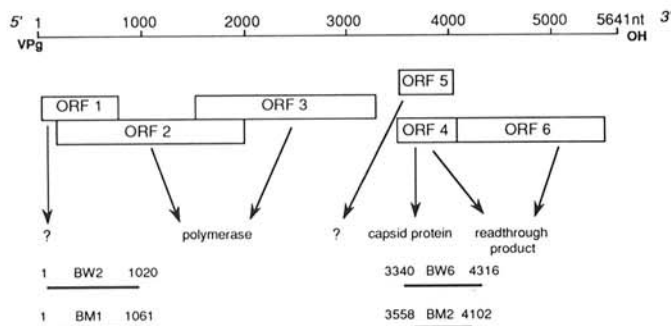 5' 1 1000 2000 3000 4000 5000 5641nt 3'
VPg OH
ORF 5
ORF 1 ORF 3
ORF 2 ORF 4 ORF 6
? polymerase ? capsid protein readthrough
product
1 BW2 1020 3340 BW6 4316
1 BM1 1061 3558 BM2 4102